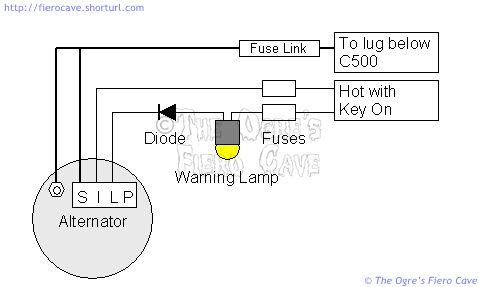 http://fierocave.shorturl.com/
Fuse Link
To lug below
C500
Hot with
Key On
Diode
Fuses
© The Ogre's
Fiero Cave
Warning Lamp
S I L P
Alternator
© The Ogre's Fiero Cave